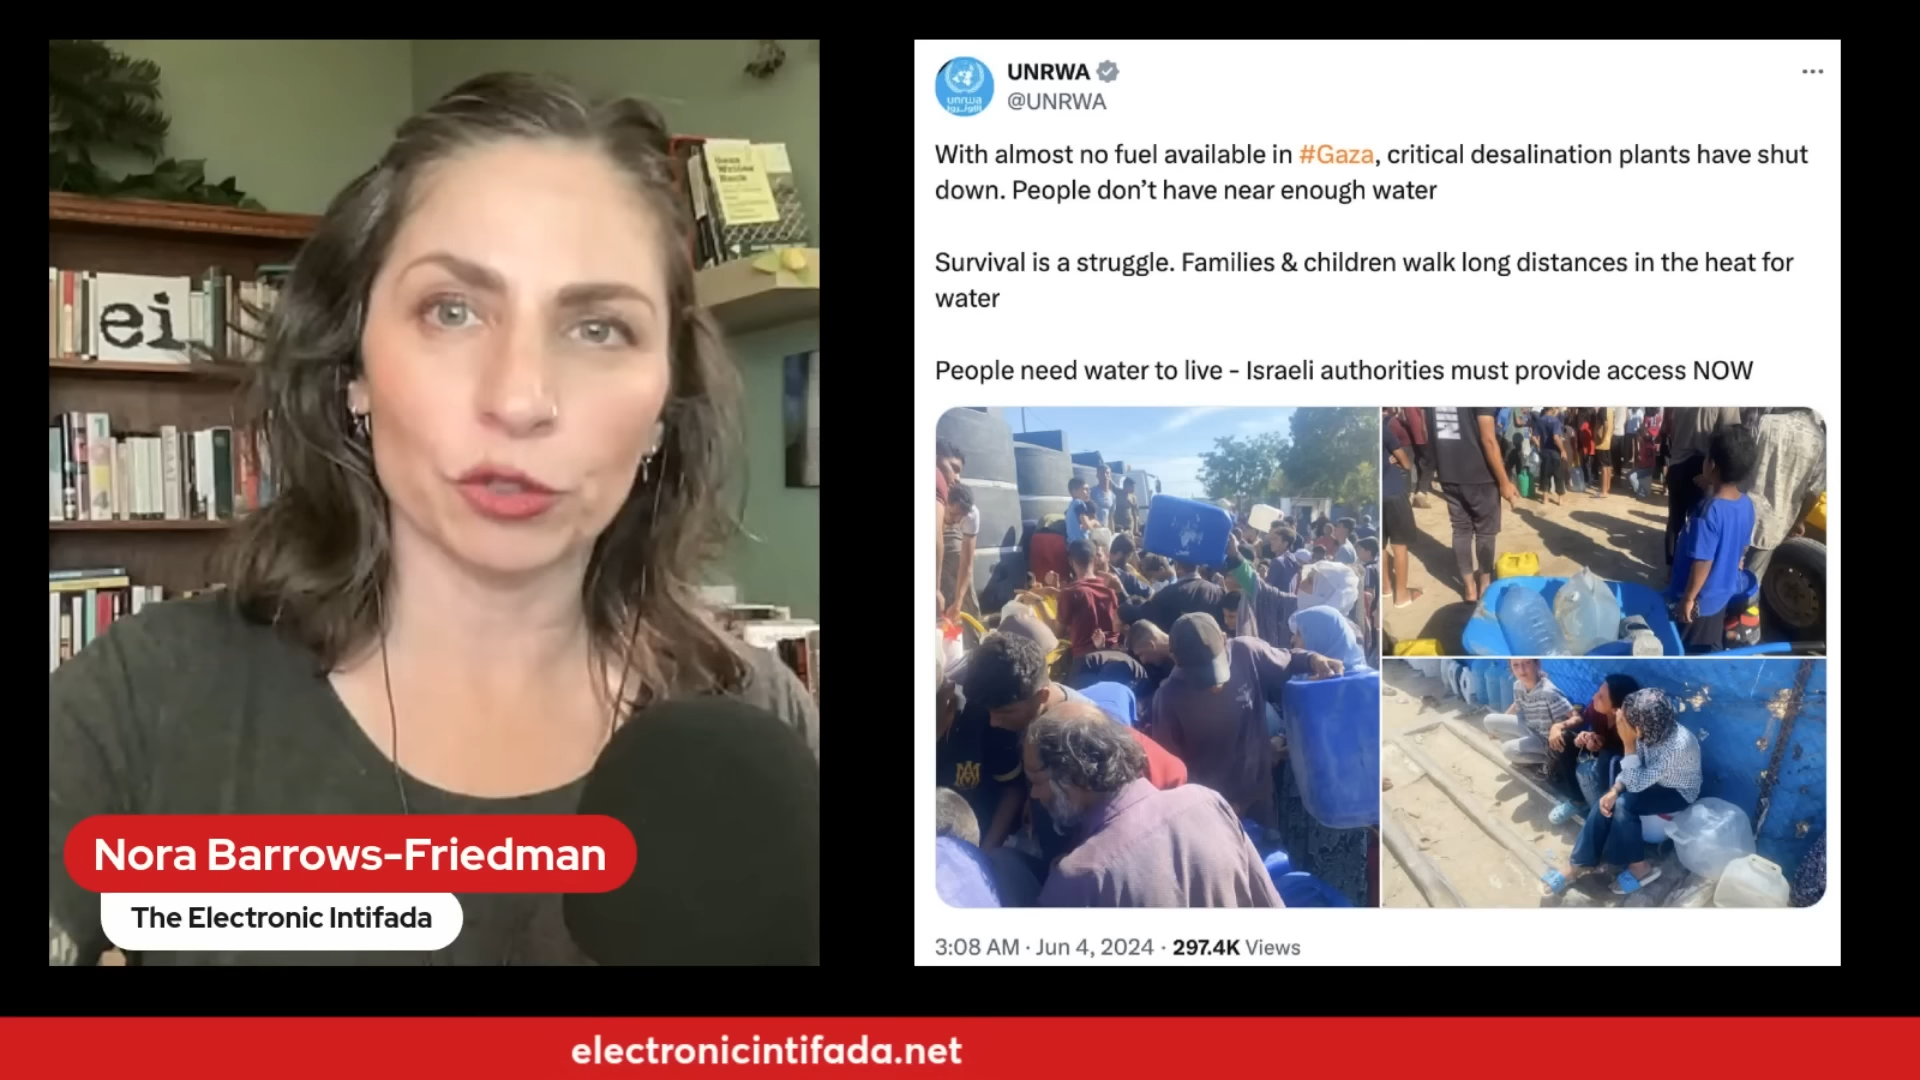 ei
Nora Barrows-Friedman
The Electronic Intifada
UNRWA
@UNRWA
unrwa
With almost no fuel available in #Gaza, critical desalination plants have shut
down. People don’t have near enough water
Survival is a struggle. Families & children walk long distances in the heat for
water
People need water to live - Israeli authorities must provide access NOW
3:08 AM · Jun 4, 2024 · 297.4K Views
electronicintifada.net